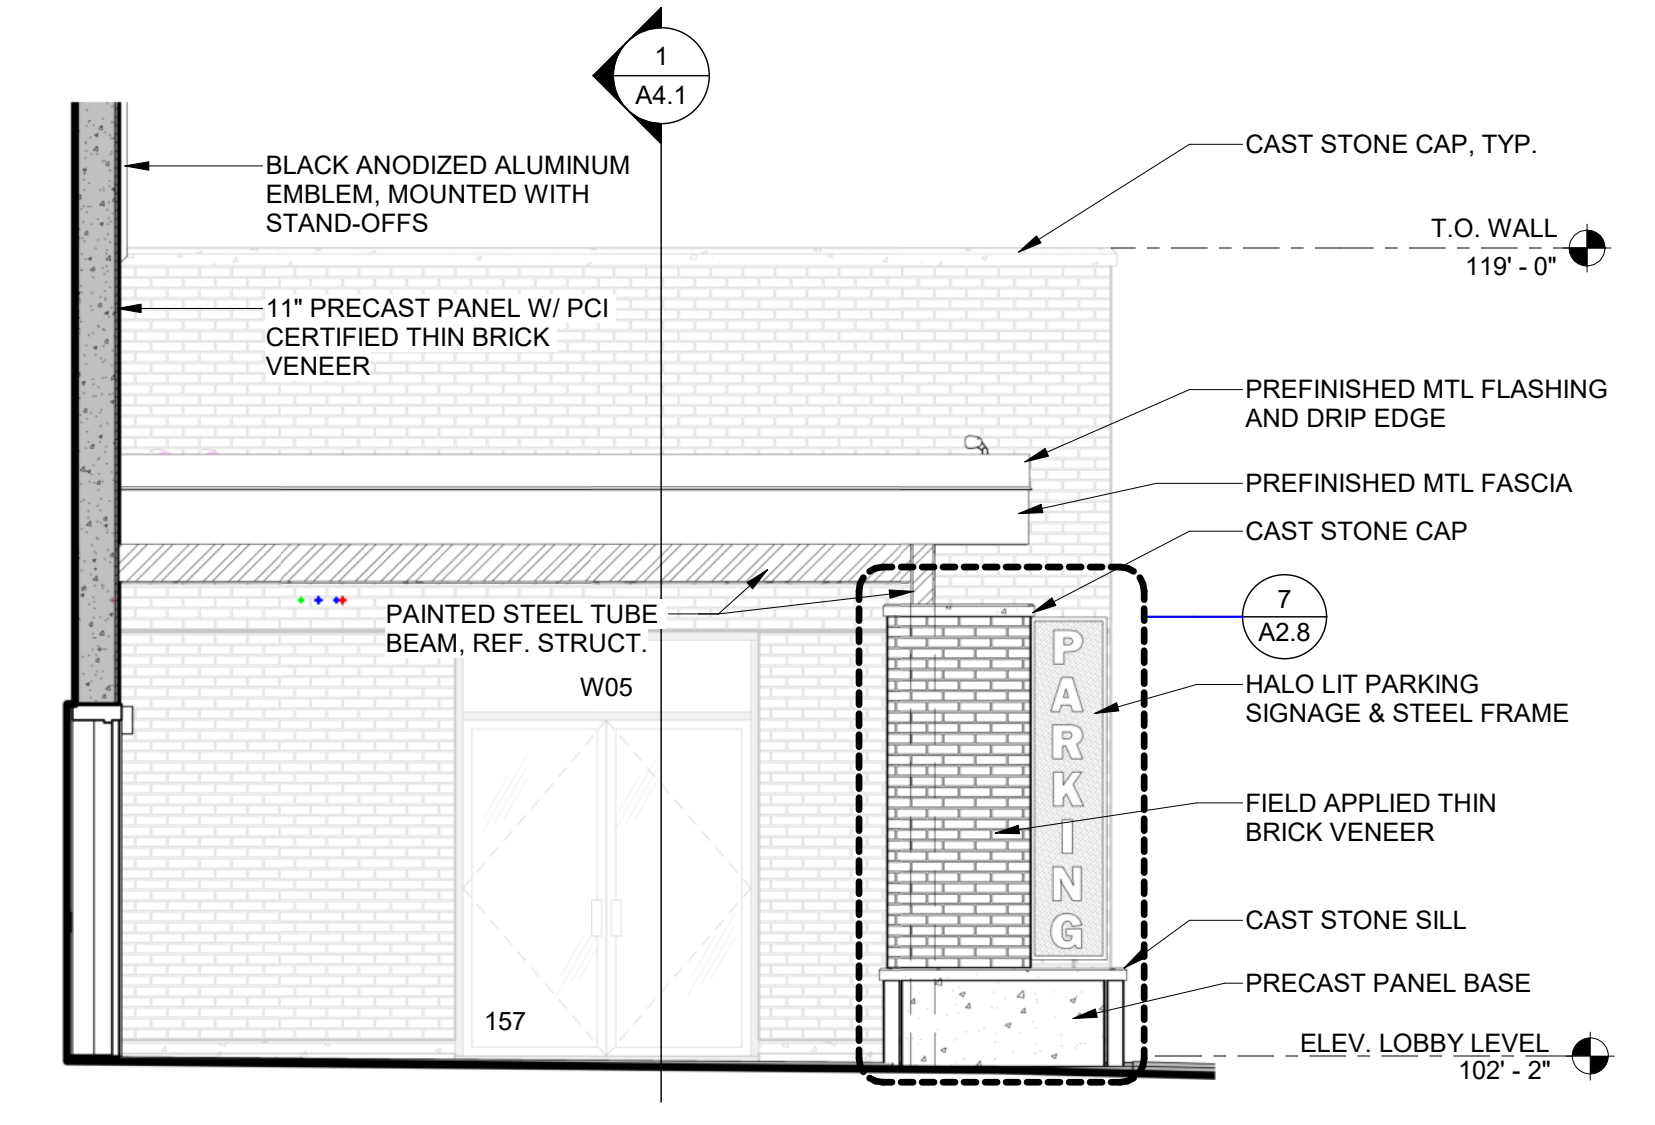 1
A4.1
CAST STONE CAP, TYP.
BLACK ANODIZED ALUMINUM
EMBLEM, MOUNTED WITH
STAND-OFFS
T.O. WALL
119' - 0"
11" PRECAST PANEL W/ PCI
CERTIFIED THIN BRICK
VENEER
PREFINISHED MTL FLASHING
AND DRIP EDGE
PREFINISHED MTL FASCIA
CAST STONE CAP
PAINTED STEEL TUBE
BEAM, REF. STRUCT.
7
A2.8
W05
PARKING
HALO LIT PARKING
SIGNAGE & STEEL FRAME
FIELD APPLIED THIN
BRICK VENEER
CAST STONE SILL
PRECAST PANEL BASE
157
ELEV. LOBBY LEVEL
102' - 2"